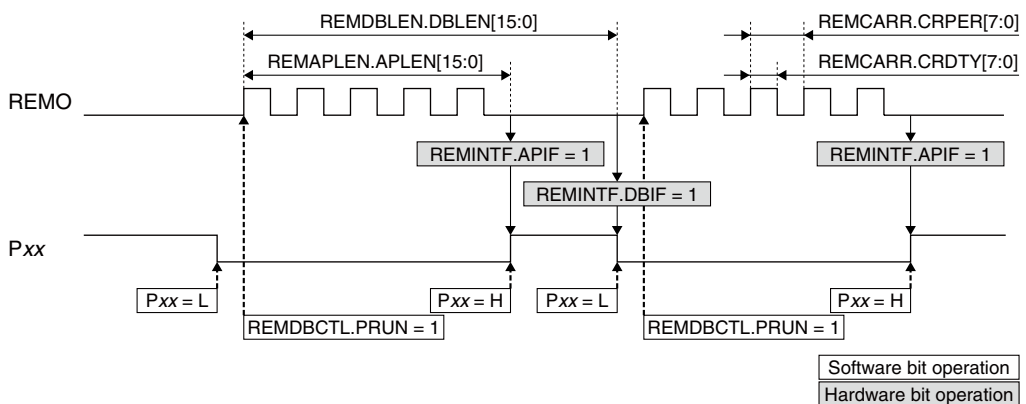 REMDBLEN.DBLEN[15:0]
REMCARR.CRPER[7:0]
REMAPLEN.APLEN[15:0]
REMCARR.CRDTY[7:0]
REMO
REMINTF.APIF = 1
REMINTF.APIF = 1
REMINTF.DBIF = 1
Pxx
Pxx = L
Pxx = H
Pxx = L
Pxx = H
REMDBCTL.PRUN = 1
REMDBCTL.PRUN = 1
Software bit operation
Hardware bit operation